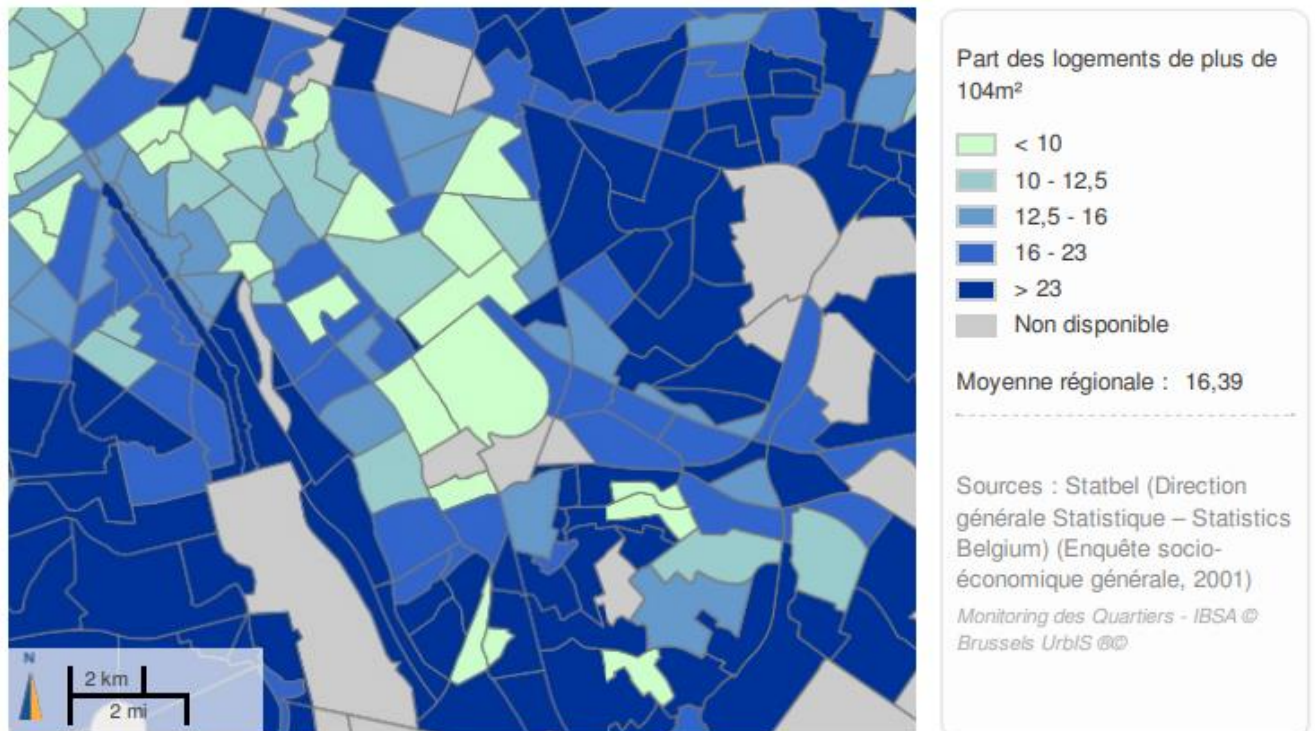 Part des logements de plus de
104m²
< 10
10 - 12,5
12,5 - 16
16 - 23
> 23
Non disponible
Moyenne régionale : 16,39
Sources : Statbel (Direction
générale Statistique – Statistics
Belgium) (Enquête socio-
économique générale, 2001)
Monitoring des Quartiers - IBSA ©
Brussels UrbIS ®©
N
2 km
2 mi